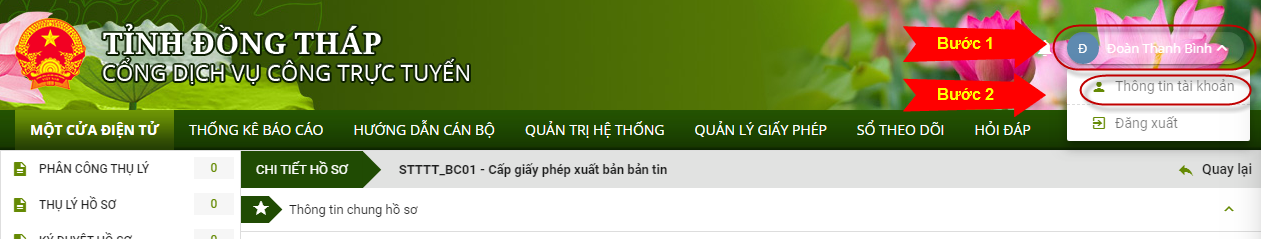 TỈNH ĐỒNG THÁP
CỔNG DỊCH VỤ CÔNG TRỰC TUYẾN
Bước 1
Đ Đoàn Thanh Bình
Bước 2
Thông tin tài khoản
Đăng xuất
MỘT CỬA ĐIỆN TỬ THỐNG KÊ BÁO CÁO HƯỚNG DẪN CÁN BỘ QUẢN TRỊ HỆ THỐNG QUẢN LÝ GIẤY PHÉP SỔ THEO DÕI HỎI ĐÁP
PHÂN CÔNG THỤ LÝ 0
CHI TIẾT HỒ SƠ STTTT_BC01 - Cấp giấy phép xuất bản bản tin Quay lại
THỤ LÝ HỒ SƠ 0
Thông tin chung hồ sơ
KÝ DUYỆT HỒ SƠ 0